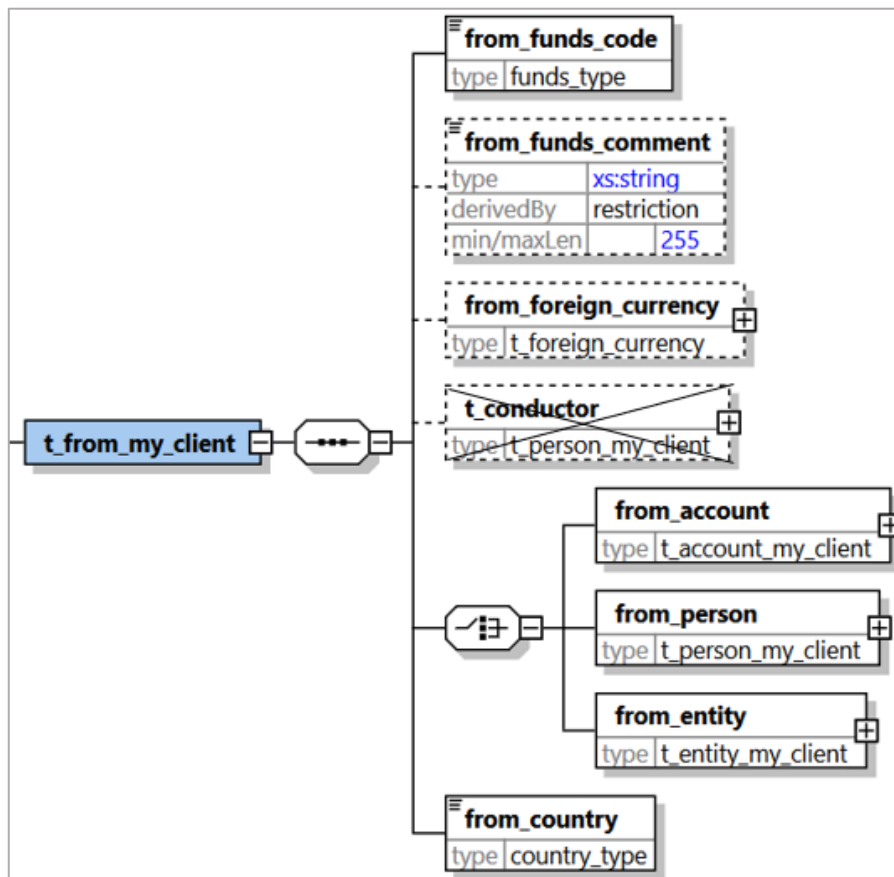 from_funds_code
type funds_type
from_funds_comment
type xs:string
derivedBy restriction
min/maxLen 255
from_foreign_currency
type t_foreign_currency
t_conductor
type t_person_my_client
t_from_my_client
from_account
type t_account_my_client
from_person
type t_person_my_client
from_entity
type t_entity_my_client
from_country
type country_type